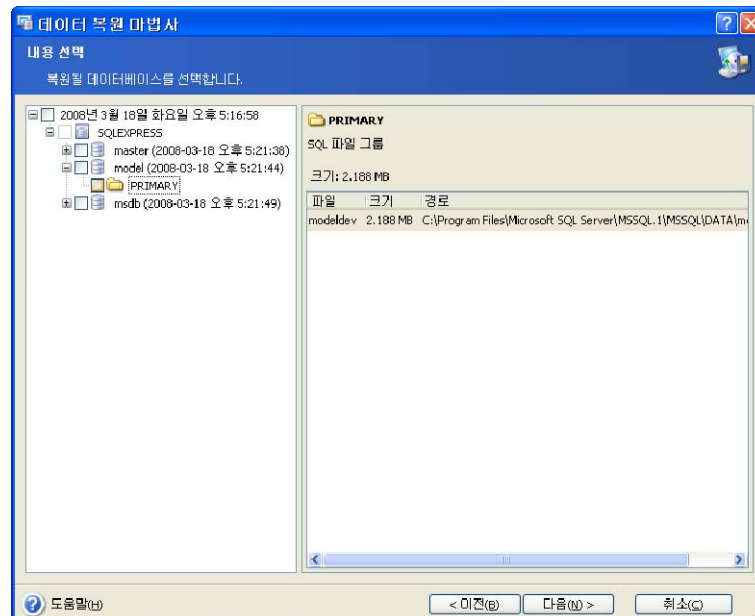 데이터 복원 마법사
내용 선택
복원될 데이터베이스를 선택합니다.
2008년 3월 18일 화요일 오후 5:16:58
SQLEXPRESS
master (2008-03-18 오후 5:21:38)
model (2008-03-18 오후 5:21:44)
PRIMARY
msdb (2008-03-18 오후 5:21:49)
PRIMARY
SQL 파일 그룹
크기: 2.188 MB
파일 크기 경로
modeldev 2.188 MB C:\Program Files\Microsoft SQL Server\MSSQL.1\MSSQL\DATA\m
도움말(H)
< 이전(B) 다음(N) > 취소(C)